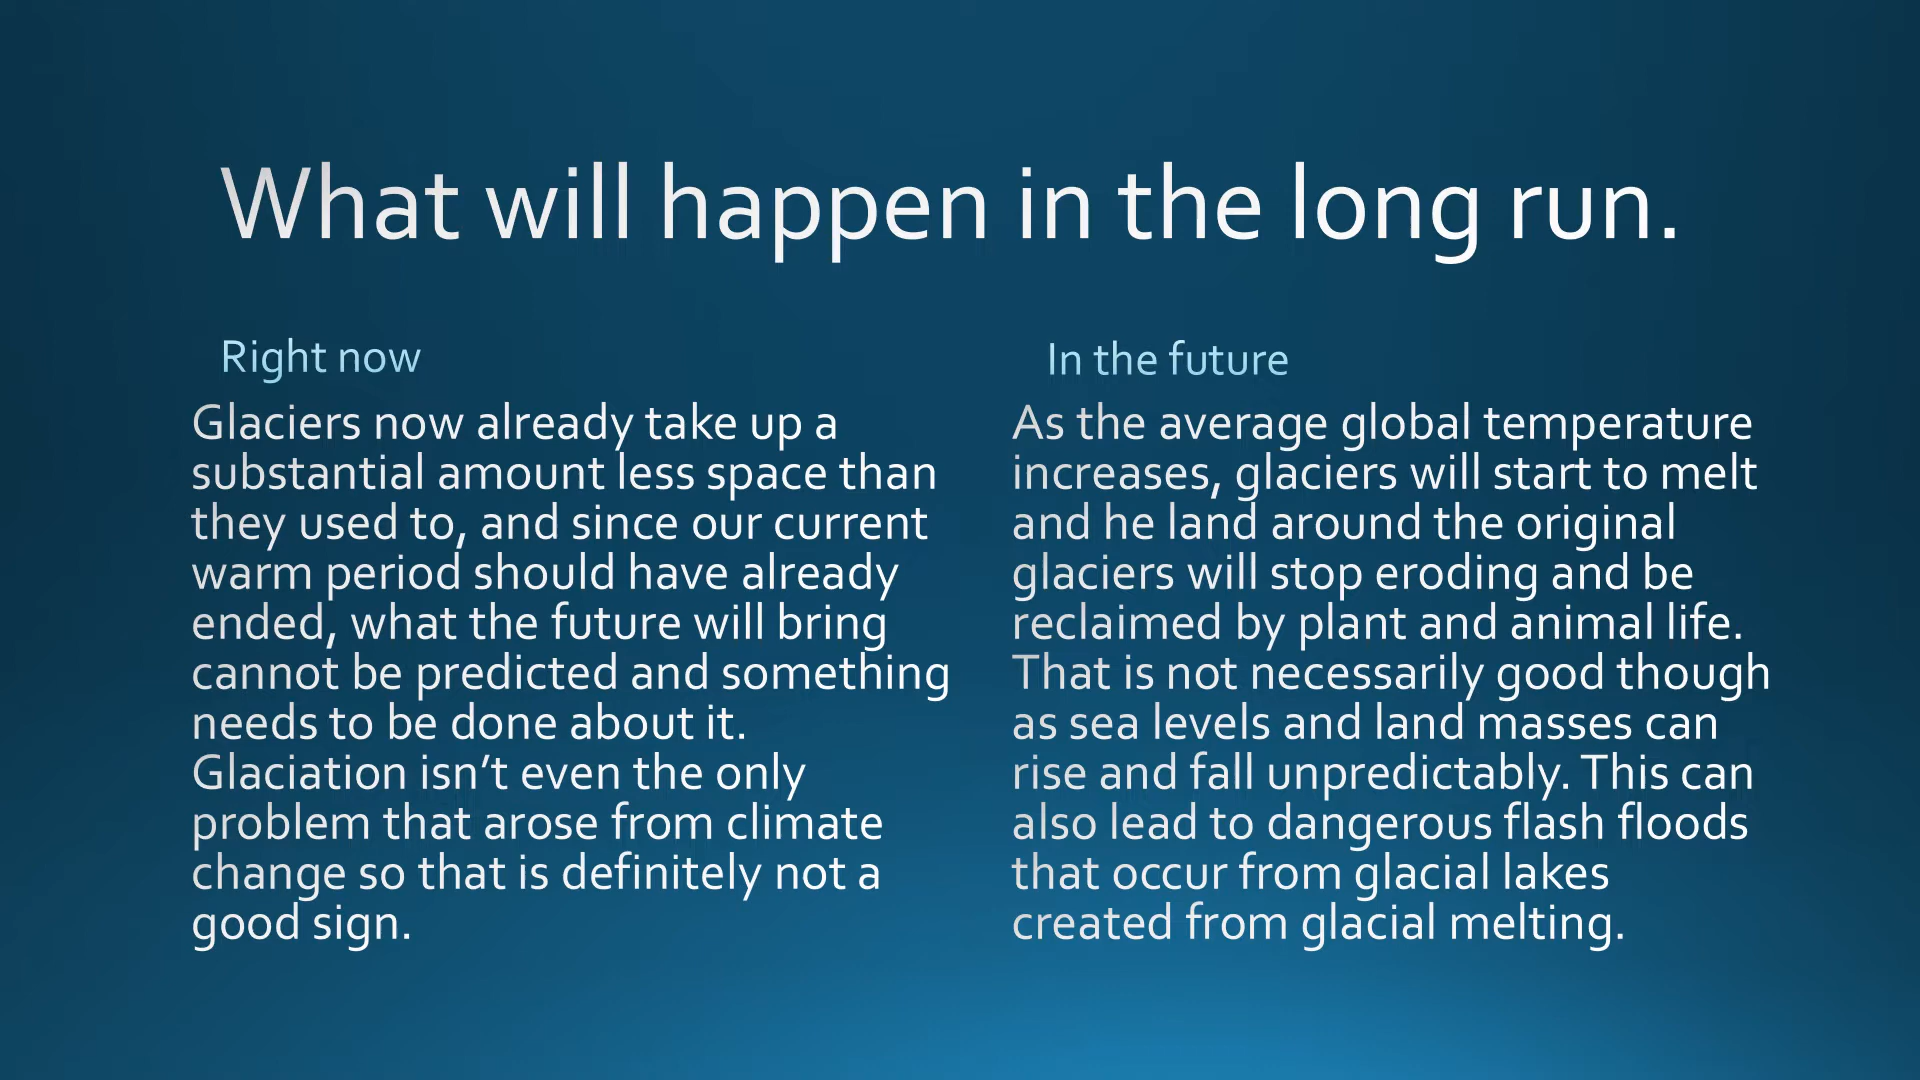 What will happen in the long run.
Right now
Glaciers now already take up a
substantial amount less space than
they used to, and since our current
warm period should have already
ended, what the future will bring
cannot be predicted and something
needs to be done about it.
Glaciation isn’t even the only
problem that arose from climate
change so that is definitely not a
good sign.
In the future
As the average global temperature
increases, glaciers will start to melt
and he land around the original
glaciers will stop eroding and be
reclaimed by plant and animal life.
That is not necessarily good though
as sea levels and land masses can
rise and fall unpredictably. This can
also lead to dangerous flash floods
that occur from glacial lakes
created from glacial melting.